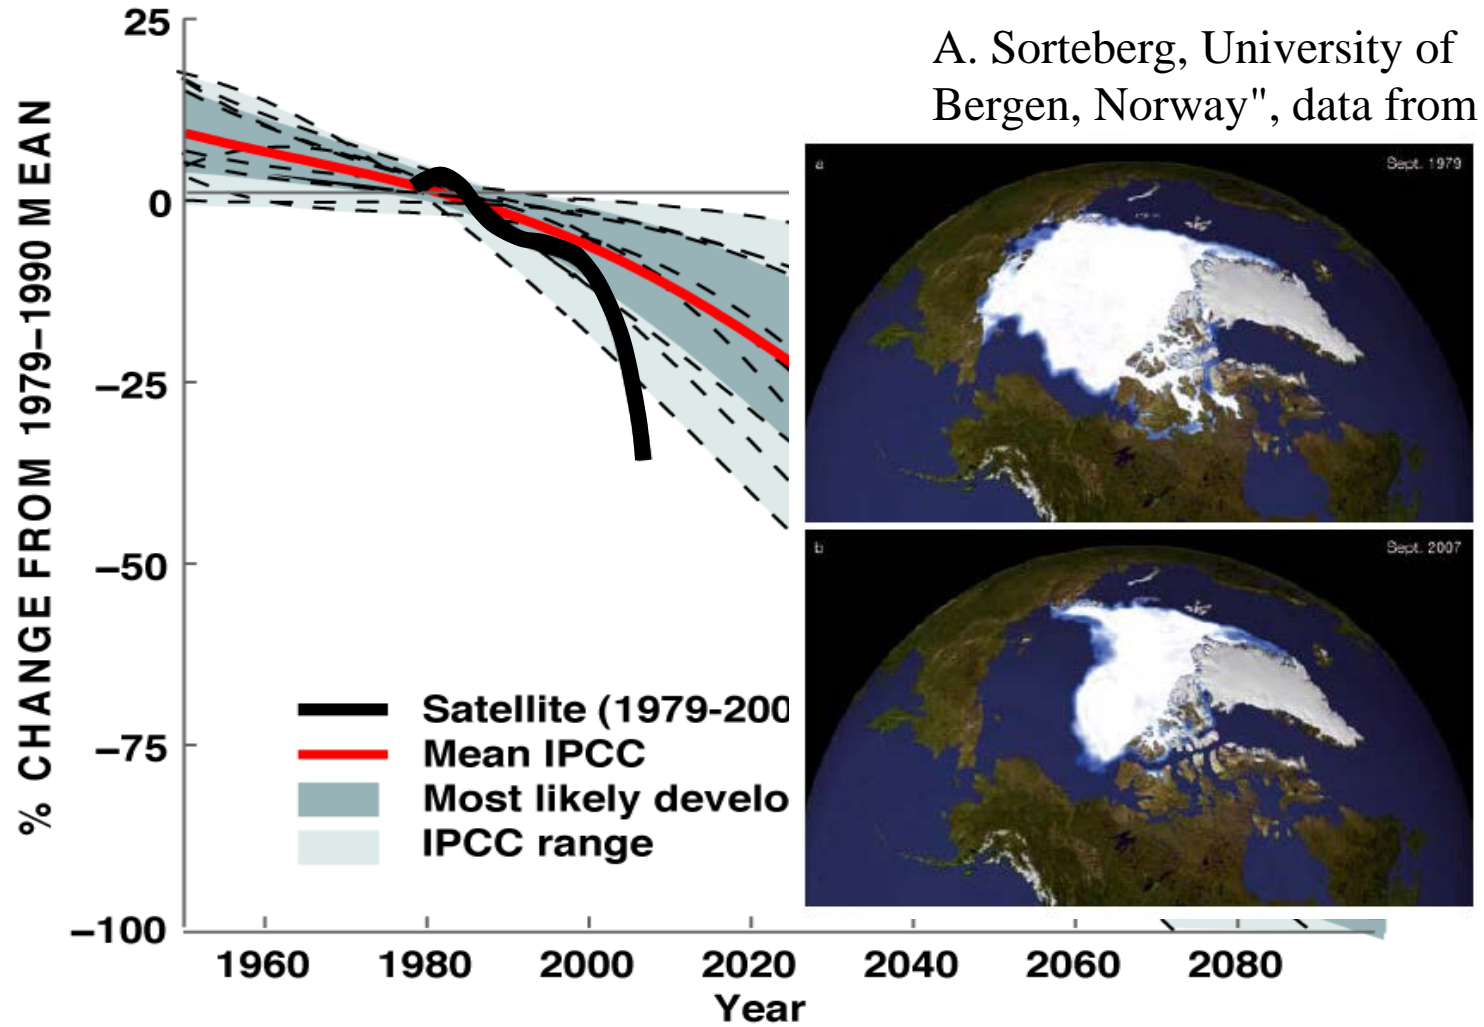 A. Sorteberg, University of
Bergen, Norway", data from
% CHANGE FROM 1979–1990 M EAN
25
0
−25
−50
−75
−100
Satellite (1979-200
Mean IPCC
Most likely develo
IPCC range
1960 1980 2000 2020 2040 2060 2080
Year
a
Sept. 1979
b
Sept. 2007